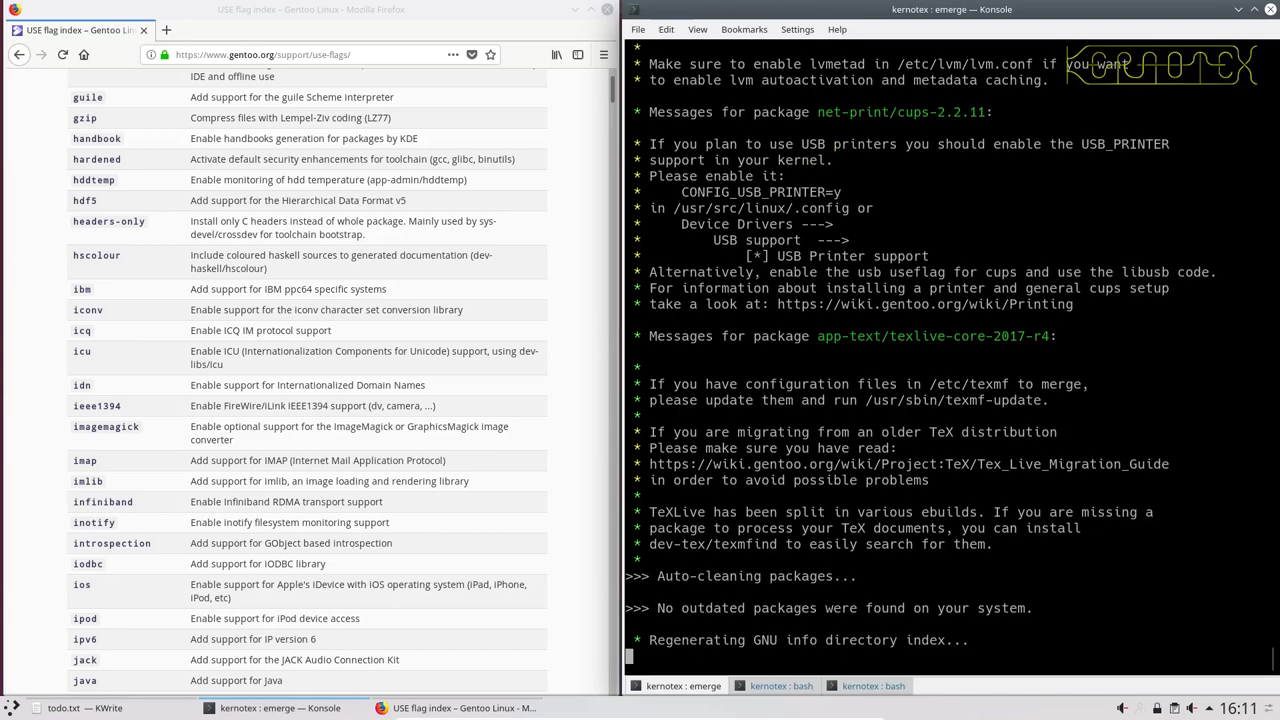 USE flag index – Gentoo Linux - Mozilla Firefox
USE flag index – Gentoo Lin
https://www.gentoo.org/support/use-flags/
IDE and offline use
guile Add support for the guile Scheme interpreter
gzip Compress files with Lempel-Ziv coding (LZ77)
handbook Enable handbooks generation for packages by KDE
hardened Activate default security enhancements for toolchain (gcc, glibc, binutils)
hddtemp Enable monitoring of hdd temperature (app-admin/hddtemp)
hdf5 Add support for the Hierarchical Data Format v5
headers-only Install only C headers instead of whole package. Mainly used by sys-
devel/crossdev for toolchain bootstrap.
hscolour Include coloured haskell sources to generated documentation (dev-
haskell/hscolour)
ibm Add support for IBM ppc64 specific systems
iconv Enable support for the iconv character set conversion library
icq Enable ICQ IM protocol support
icu Enable ICU (Internationalization Components for Unicode) support, using dev-
libs/icu
idn Enable support for Internationalized Domain Names
ieee1394 Enable FireWire/iLink IEEE1394 support (dv, camera, ...)
imagemagick Enable optional support for the ImageMagick or GraphicsMagick image
converter
imap Add support for IMAP (Internet Mail Application Protocol)
imlib Add support for imlib, an image loading and rendering library
infiniband Enable Infiniband RDMA transport support
inotify Enable inotify filesystem monitoring support
introspection Add support for GObject based introspection
iodbc Add support for iODBC library
ios Enable support for Apple's iDevice with iOS operating system (iPad, iPhone,
iPod, etc)
ipod Enable support for iPod device access
ipv6 Add support for IP version 6
jack Add support for the JACK Audio Connection Kit
java Add support for Java
kernotex : emerge — Konsole
File Edit View Bookmarks Settings Help
KERNOTEX
*
* Make sure to enable lvmetad in /etc/lvm/lvm.conf if you want
* to enable lvm autoactivation and metadata caching.
* Messages for package net-print/cups-2.2.11:
* If you plan to use USB printers you should enable the USB_PRINTER
* support in your kernel.
* Please enable it:
* CONFIG_USB_PRINTER=y
* in /usr/src/linux/.config or
* Device Drivers --->
* USB support --->
* [*] USB Printer support
* Alternatively, enable the usb useflag for cups and use the libusb code.
* For information about installing a printer and general cups setup
* take a look at: https://wiki.gentoo.org/wiki/Printing
* Messages for package app-text/texlive-core-2017-r4:
*
* If you have configuration files in /etc/texmf to merge,
* please update them and run /usr/sbin/texmf-update.
*
* If you are migrating from an older TeX distribution
* Please make sure you have read:
* https://wiki.gentoo.org/wiki/Project:TeX/Tex_Live_Migration_Guide
* in order to avoid possible problems
*
* TeXLive has been split in various ebuilds. If you are missing a
* package to process your TeX documents, you can install
* dev-tex/texmfind to easily search for them.
*
>>> Auto-cleaning packages...
>>> No outdated packages were found on your system.
* Regenerating GNU info directory index...
kernotex : emerge kernotex : bash kernotex : bash
todo.txt — KWrite kernotex : emerge — Konsole USE flag index – Gentoo Linux - M... 16:11